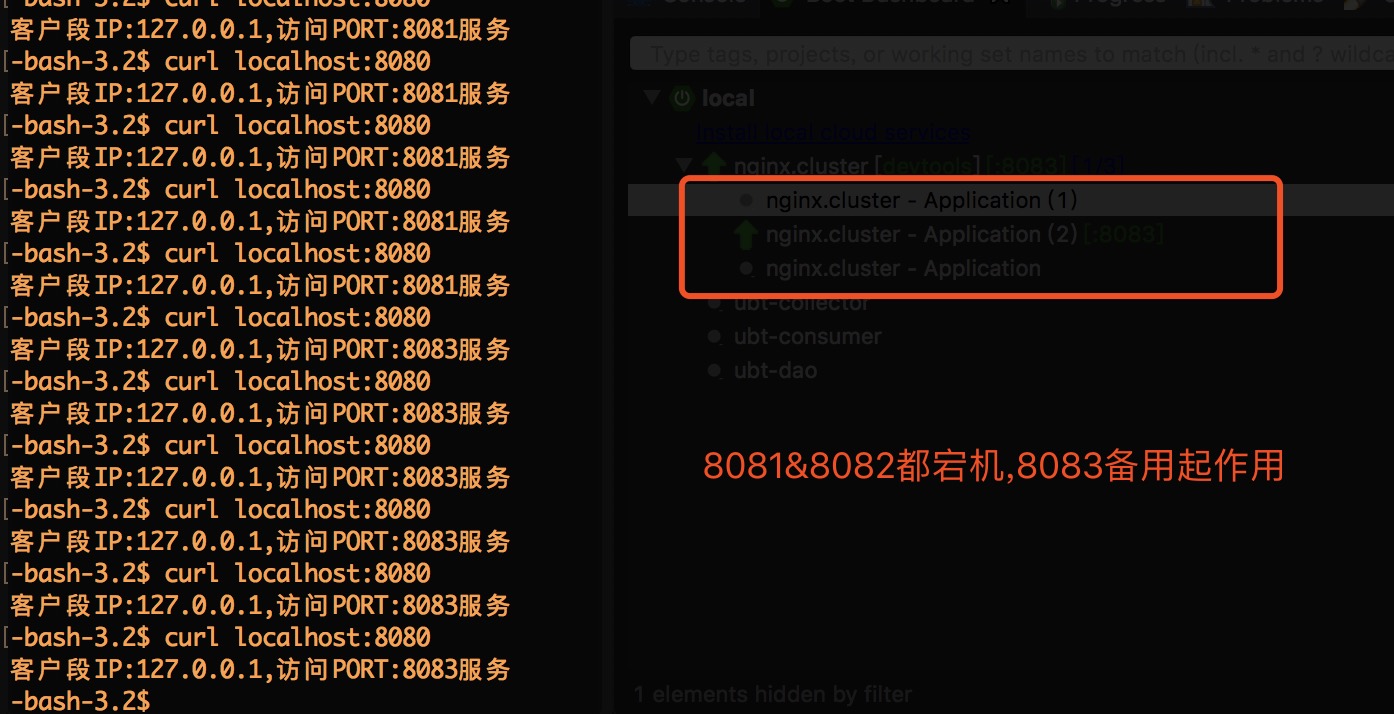 -bash-3.2$ curl localhost:8080
客户段IP:127.0.0.1,访问PORT:8081服务
[-bash-3.2$ curl localhost:8080
客户段IP:127.0.0.1,访问PORT:8081服务
[-bash-3.2$ curl localhost:8080
客户段IP:127.0.0.1,访问PORT:8081服务
[-bash-3.2$ curl localhost:8080
客户段IP:127.0.0.1,访问PORT:8081服务
[-bash-3.2$ curl localhost:8080
客户段IP:127.0.0.1,访问PORT:8081服务
[-bash-3.2$ curl localhost:8080
客户段IP:127.0.0.1,访问PORT:8083服务
[-bash-3.2$ curl localhost:8080
客户段IP:127.0.0.1,访问PORT:8083服务
[-bash-3.2$ curl localhost:8080
客户段IP:127.0.0.1,访问PORT:8083服务
[-bash-3.2$ curl localhost:8080
客户段IP:127.0.0.1,访问PORT:8083服务
[-bash-3.2$ curl localhost:8080
客户段IP:127.0.0.1,访问PORT:8083服务
[-bash-3.2$ curl localhost:8080
客户段IP:127.0.0.1,访问PORT:8083服务
-bash-3.2$
Console Boot Dashboard Progress Problems
Type tags, projects, or working set names to match (incl. * and ? wildca
local
Install local cloud services
nginx.cluster [devtools] [:8083] [1/3]
nginx.cluster - Application (1)
nginx.cluster - Application (2) [:8083]
nginx.cluster - Application
ubt-collector
ubt-consumer
ubt-dao
8081&8082都宕机,8083备用起作用
1 elements hidden by filter